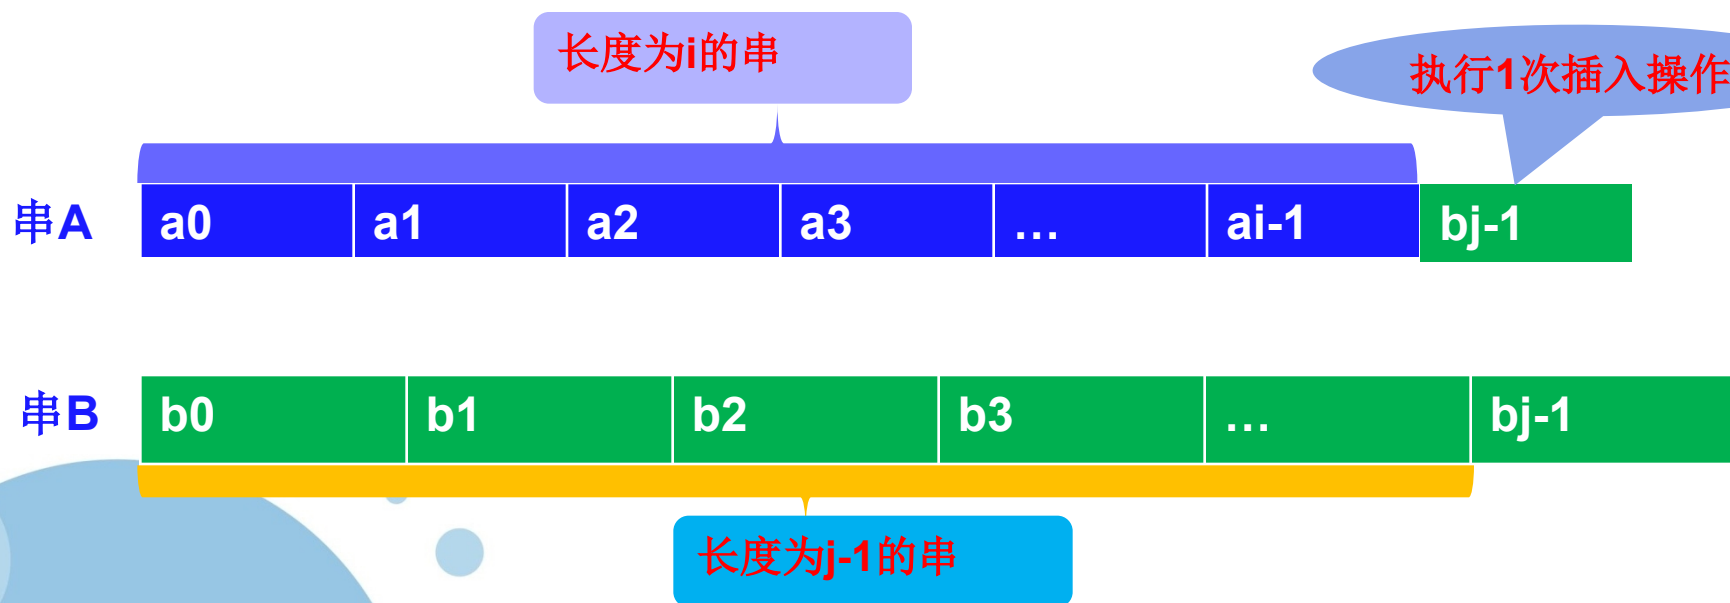 长度为i的串
执行1次插入操作
串A a0 a1 a2 a3 … ai-1 bj-1
串B b0 b1 b2 b3 … bj-1
长度为j-1的串